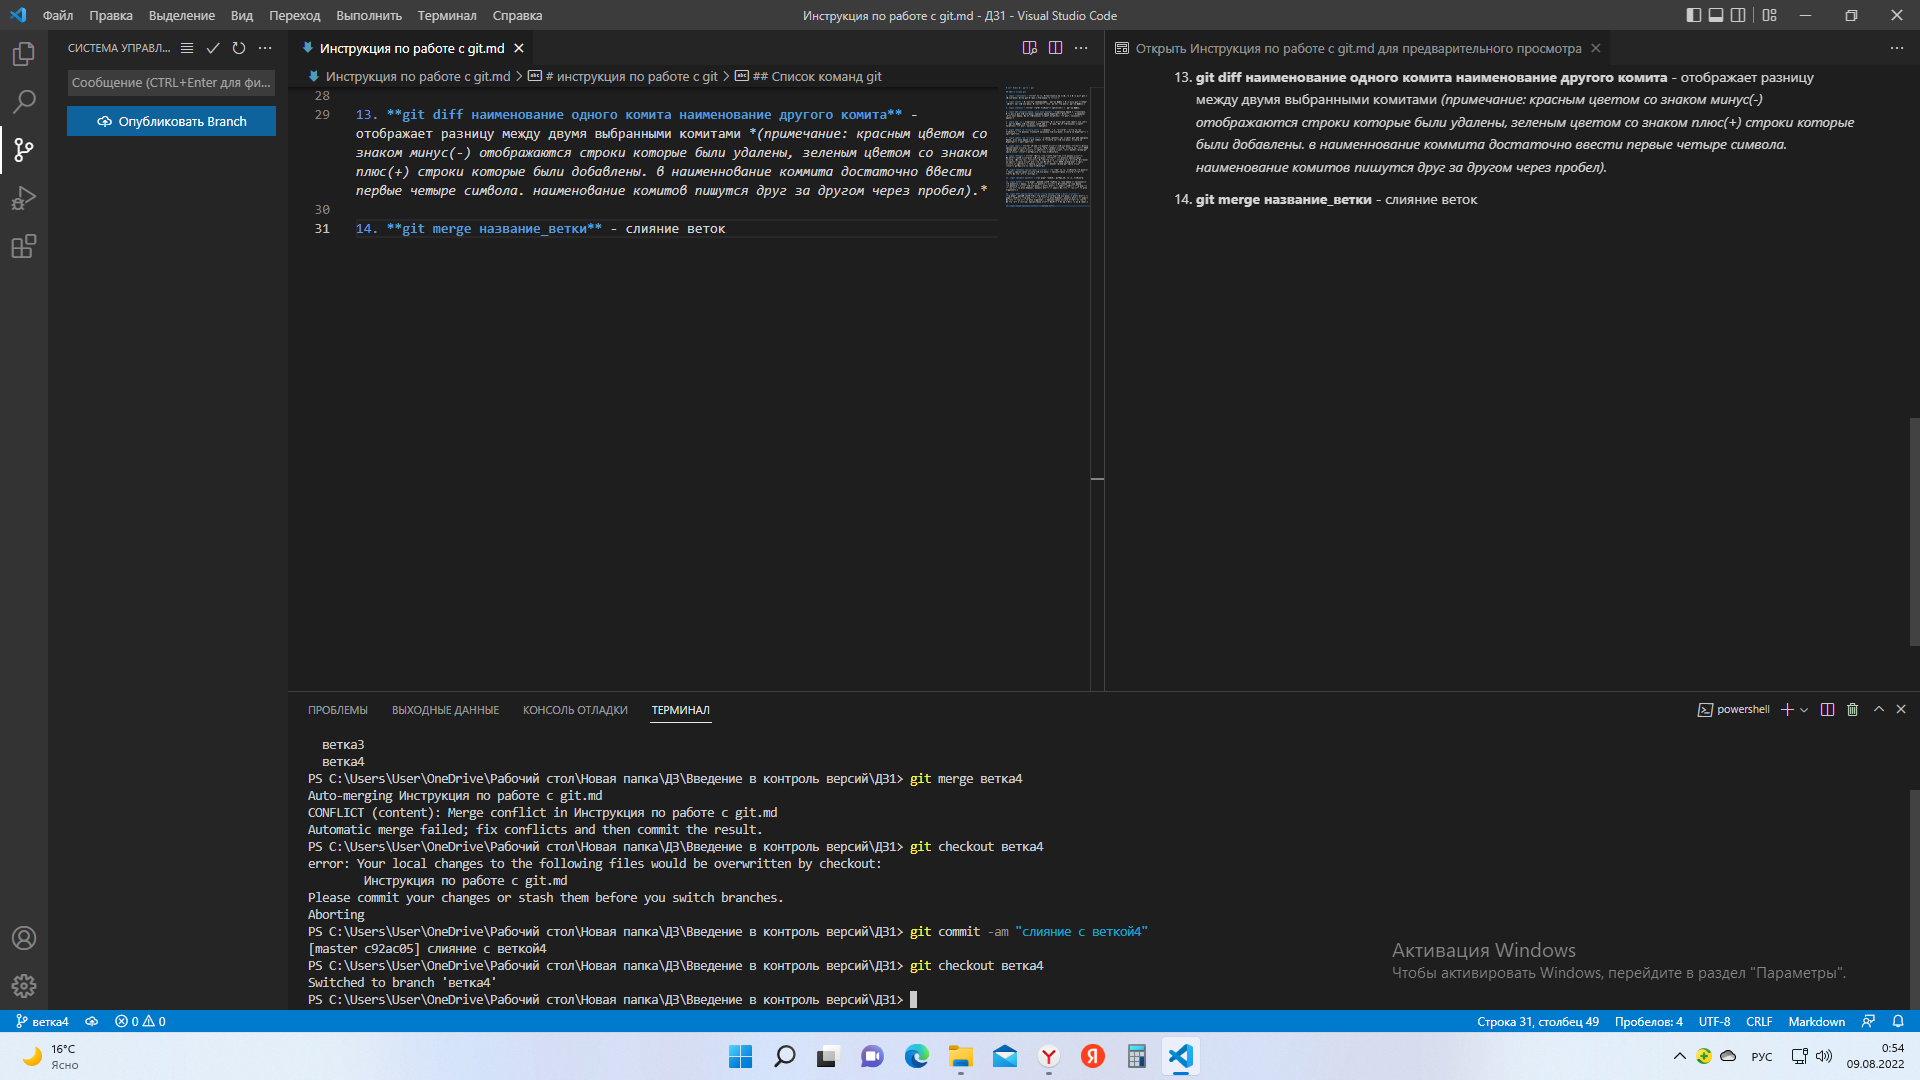 Файл Правка Выделение Вид Переход Выполнить Терминал Справка
Инструкция по работе с git.md - ДЗ1 - Visual Studio Code
СИСТЕМА УПРАВЛ...
Сообщение (CTRL+Enter для фи...
Опубликовать Branch
Инструкция по работе с git.md
Инструкция по работе с git.md > # инструкция по работе с git > ## Список команд git
28
29 13. **git diff наименование одного комита наименование другого комита** -
отображает разницу между двумя выбранными комитами *(примечание: красным цветом со
знаком минус(-) отображаются строки которые были удалены, зеленым цветом со знаком
плюс(+) строки которые были добавлены. в наименнование коммита достаточно ввести
первые четыре символа. наименование комитов пишутся друг за другом через пробел).*
30
31 14. **git merge название_ветки** - слияние веток
Открыть Инструкция по работе с git.md для предварительного просмотра
13. git diff наименование одного комита наименование другого комита - отображает разницу
между двумя выбранными комитами (примечание: красным цветом со знаком минус(-)
отображаются строки которые были удалены, зеленым цветом со знаком плюс(+) строки которые
были добавлены. в наименнование коммита достаточно ввести первые четыре символа.
наименование комитов пишутся друг за другом через пробел).
14. git merge название_ветки - слияние веток
ПРОБЛЕМЫ ВЫХОДНЫЕ ДАННЫЕ КОНСОЛЬ ОТЛАДКИ ТЕРМИНАЛ
powershell
ветка3
ветка4
PS C:\Users\User\OneDrive\Рабочий стол\Новая папка\ДЗ\Введение в контроль версий\ДЗ1> git merge ветка4
Auto-merging Инструкция по работе с git.md
CONFLICT (content): Merge conflict in Инструкция по работе с git.md
Automatic merge failed; fix conflicts and then commit the result.
PS C:\Users\User\OneDrive\Рабочий стол\Новая папка\ДЗ\Введение в контроль версий\ДЗ1> git checkout ветка4
error: Your local changes to the following files would be overwritten by checkout:
Инструкция по работе с git.md
Please commit your changes or stash them before you switch branches.
Aborting
PS C:\Users\User\OneDrive\Рабочий стол\Новая папка\ДЗ\Введение в контроль версий\ДЗ1> git commit -am "слияние с веткой4"
[master c92ac05] слияние с веткой4
PS C:\Users\User\OneDrive\Рабочий стол\Новая папка\ДЗ\Введение в контроль версий\ДЗ1> git checkout ветка4
Switched to branch 'ветка4'
PS C:\Users\User\OneDrive\Рабочий стол\Новая папка\ДЗ\Введение в контроль версий\ДЗ1>
Активация Windows
Чтобы активировать Windows, перейдите в раздел "Параметры".
ветка4 0 0
Строка 31, столбец 49 Пробелов: 4 UTF-8 CRLF Markdown
16°C
Ясно
РУС
0:54
09.08.2022